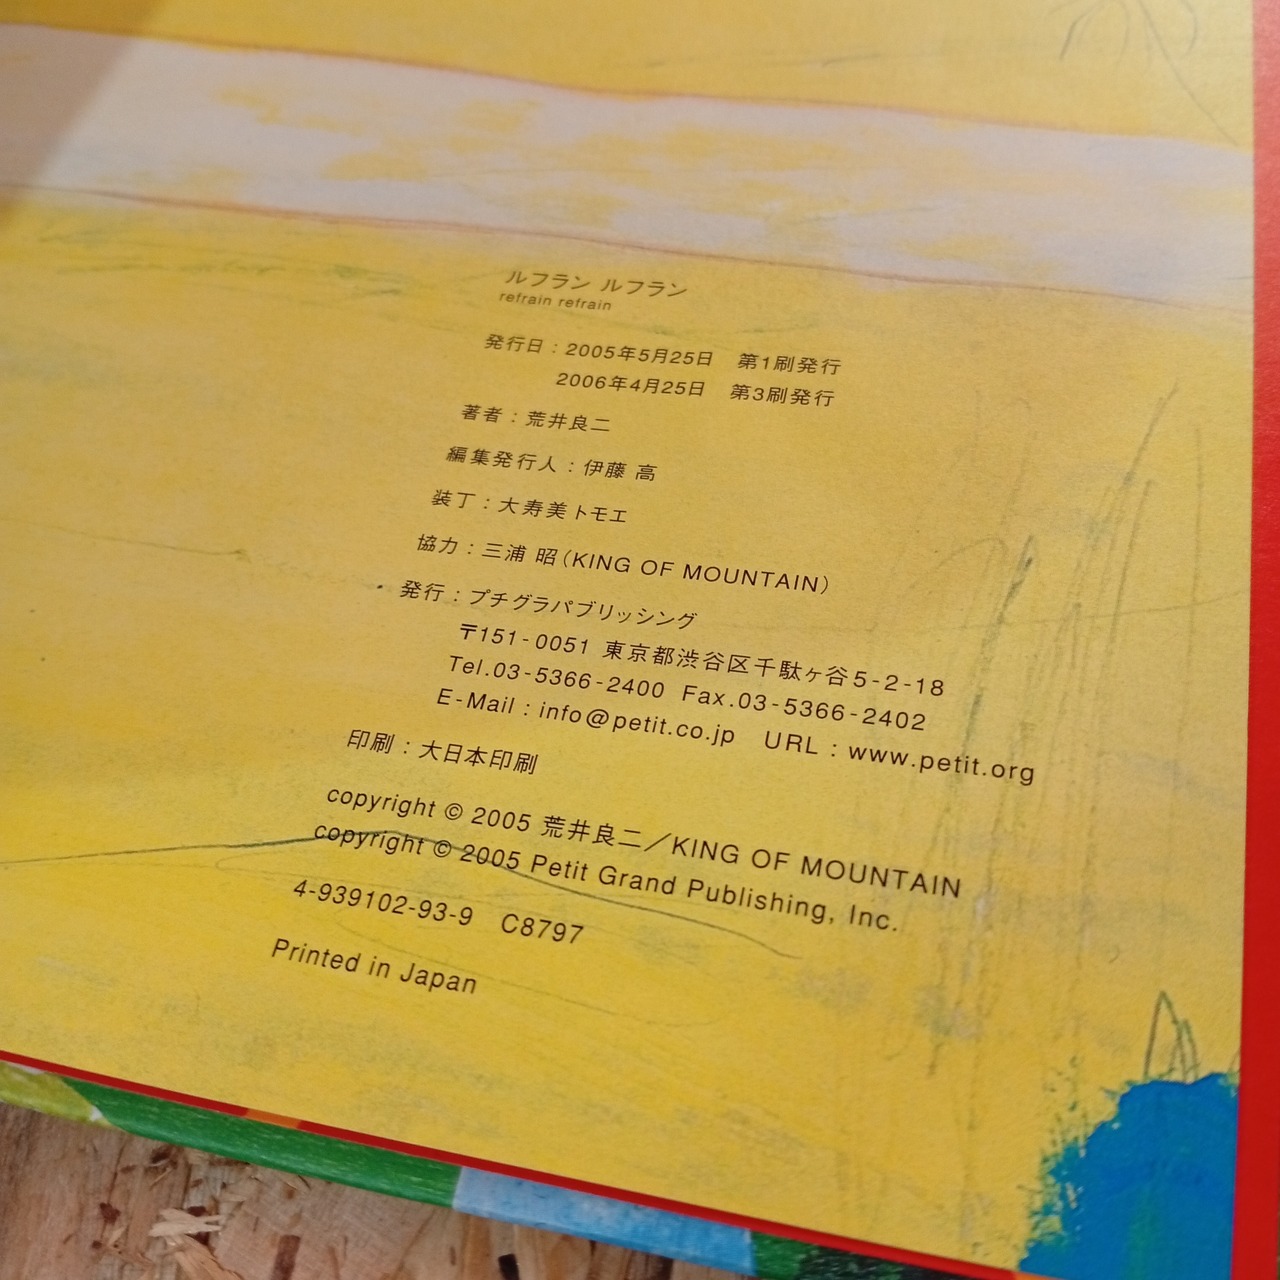 ルフラン ルフラン
refrain refrain
発行日：2005年5月25日　第1刷発行
2006年4月25日　第3刷発行
著者：荒井良二
編集発行人：伊藤 高
装丁：大寿美トモエ
協力：三浦 昭（KING OF MOUNTAIN）
発行：プチグラパブリッシング
〒151-0051 東京都渋谷区千駄ヶ谷5-2-18
Tel.03-5366-2400 Fax.03-5366-2402
E-Mail：info@petit.co.jp　URL：www.petit.org
印刷：大日本印刷
copyright © 2005 荒井良二／KING OF MOUNTAIN
copyright © 2005 Petit Grand Publishing, Inc.
4-939102-93-9　C8797
Printed in Japan